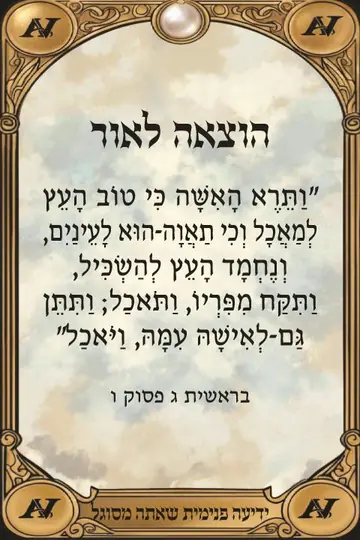 הוצאה לאור
"וַתֵּרֶא הָאִשָּׁה כִּי טוֹב הָעֵץ
לְמַאֲכָל וְכִי תַאֲוָה-הוּא לָעֵינַיִם,
וְנֶחְמָד הָעֵץ לְהַשְׂכִּיל,
וַתִּקַּח מִפִּרְיוֹ, וַתֹּאכַל; וַתִּתֵּן
גַּם-לְאִישָׁהּ עִמָּהּ, וַיֹּאכַל"
בראשית ג פסוק ו
ידיעה פנימית שאתה מסוגל